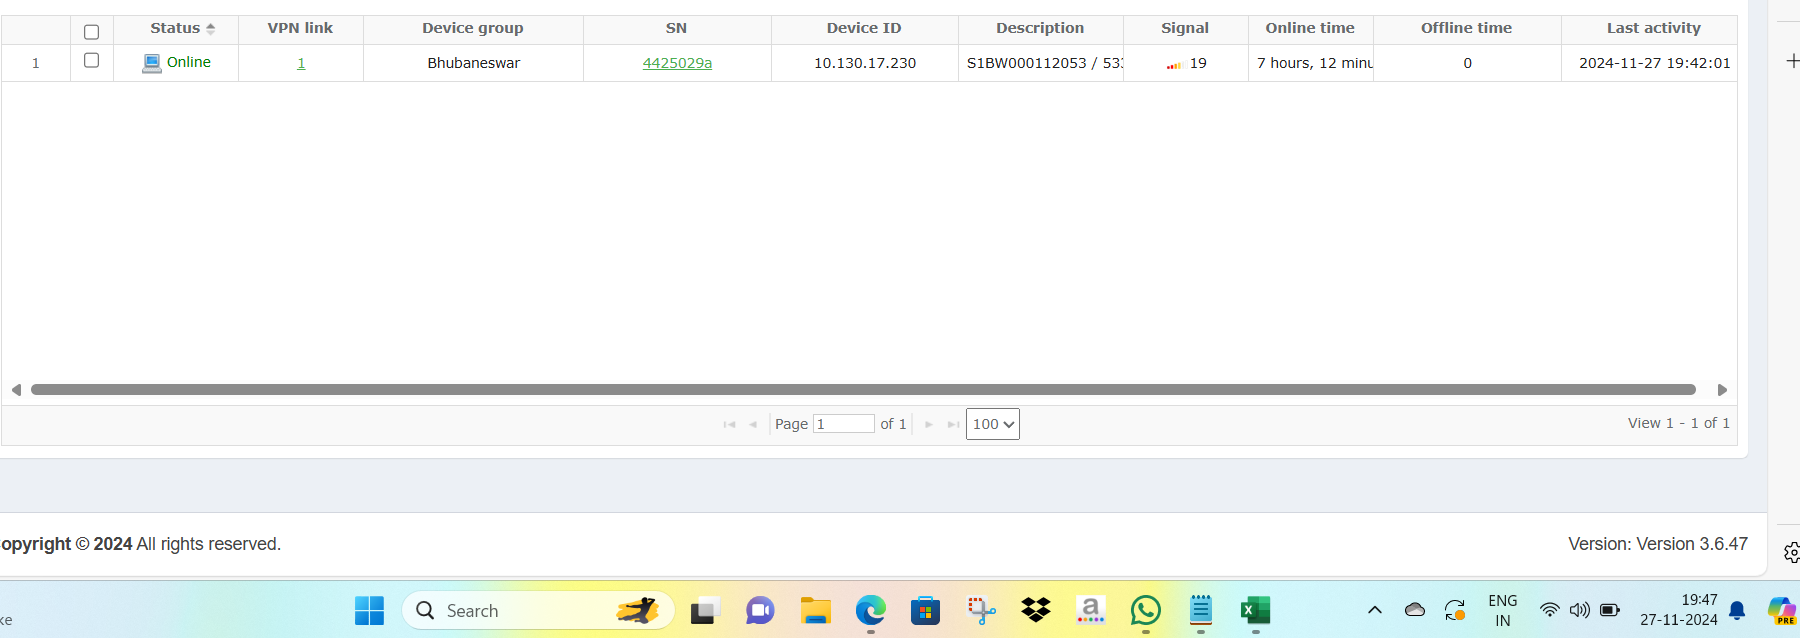 Status VPN link Device group SN Device ID Description Signal Online time Offline time Last activity
1 Online 1 Bhubaneswar 4425029a 10.130.17.230 S1BW000112053 / 53 19 7 hours, 12 minu 0 2024-11-27 19:42:01
Page 1 of 1 100 View 1 - 1 of 1
opyright © 2024 All rights reserved. Version: Version 3.6.47
ke Search ENG 19:47
IN 27-11-2024
PRE